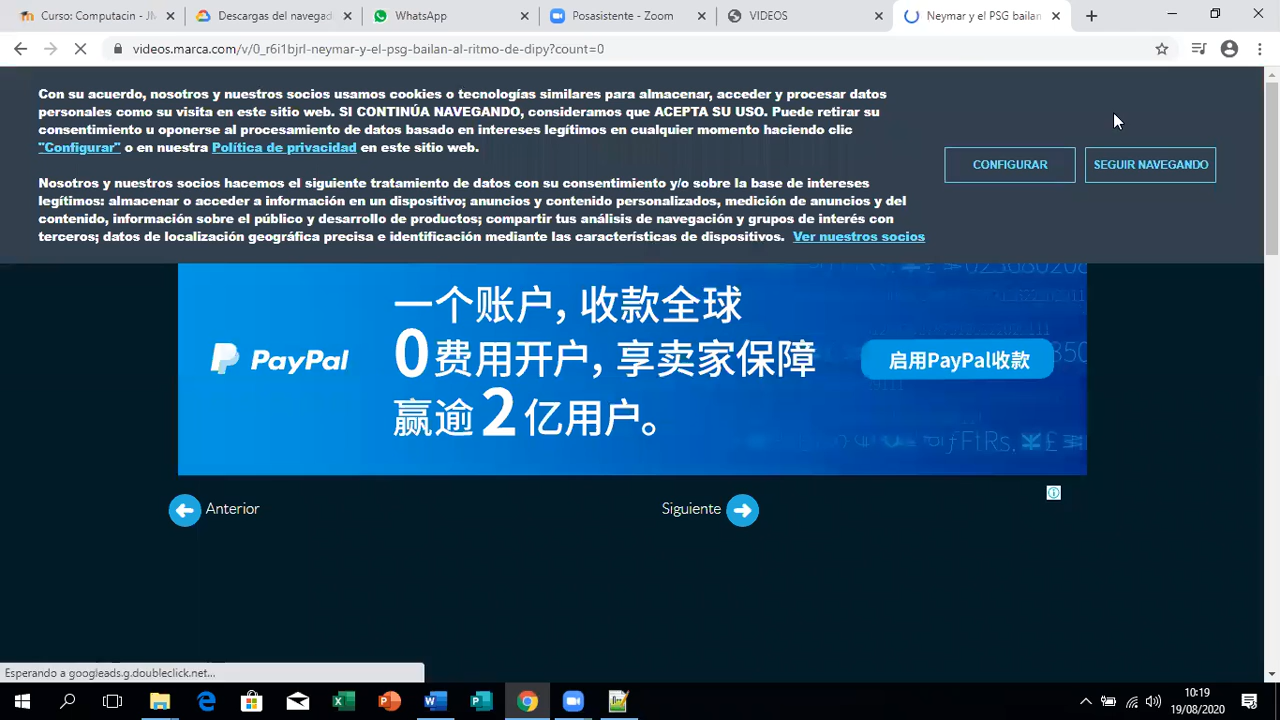 Curso: Computacin - JM
Descargas del navegad
WhatsApp
Posasistente - Zoom
VIDEOS
Neymar y el PSG bailan
videos.marca.com/v/0_r6i1bjrl-neymar-y-el-psg-bailan-al-ritmo-de-dipy?count=0
Con su acuerdo, nosotros y nuestros socios usamos cookies o tecnologías similares para almacenar, acceder y procesar datos
personales como su visita en este sitio web. SI CONTINÚA NAVEGANDO, consideramos que ACEPTA SU USO. Puede retirar su
consentimiento u oponerse al procesamiento de datos basado en intereses legítimos en cualquier momento haciendo clic
"Configurar" o en nuestra Política de privacidad en este sitio web.
Nosotros y nuestros socios hacemos el siguiente tratamiento de datos con su consentimiento y/o sobre la base de intereses
legítimos: almacenar o acceder a información en un dispositivo; anuncios y contenido personalizados, medición de anuncios y del
contenido, información sobre el público y desarrollo de productos; compartir tus análisis de navegación y grupos de interés con
terceros; datos de localización geográfica precisa e identificación mediante las características de dispositivos. Ver nuestros socios
CONFIGURAR
SEGUIR NAVEGANDO
PayPal
一个账户, 收款全球
0费用开户, 享卖家保障
赢逾2亿用户。
启用PayPal收款
Anterior
Siguiente
Esperando a googleads.g.doubleclick.net...
10:19
19/08/2020